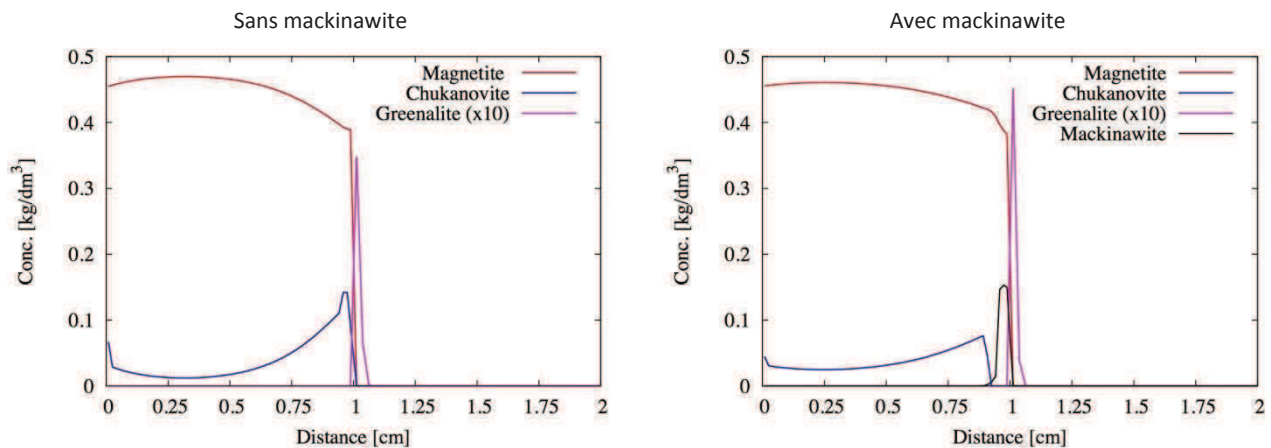 Sans mackinawite
0.5
0.4
0.3
0.2
0.1
0
Conc. [kg/dm³]
Magnetite
Chukanovite
Greenalite (x10)
0 0.25 0.5 0.75 1 1.25 1.5 1.75 2
Distance [cm]
Avec mackinawite
0.5
0.4
0.3
0.2
0.1
0
Conc. [kg/dm³]
Magnetite
Chukanovite
Greenalite (x10)
Mackinawite
0 0.25 0.5 0.75 1 1.25 1.5 1.75 2
Distance [cm]